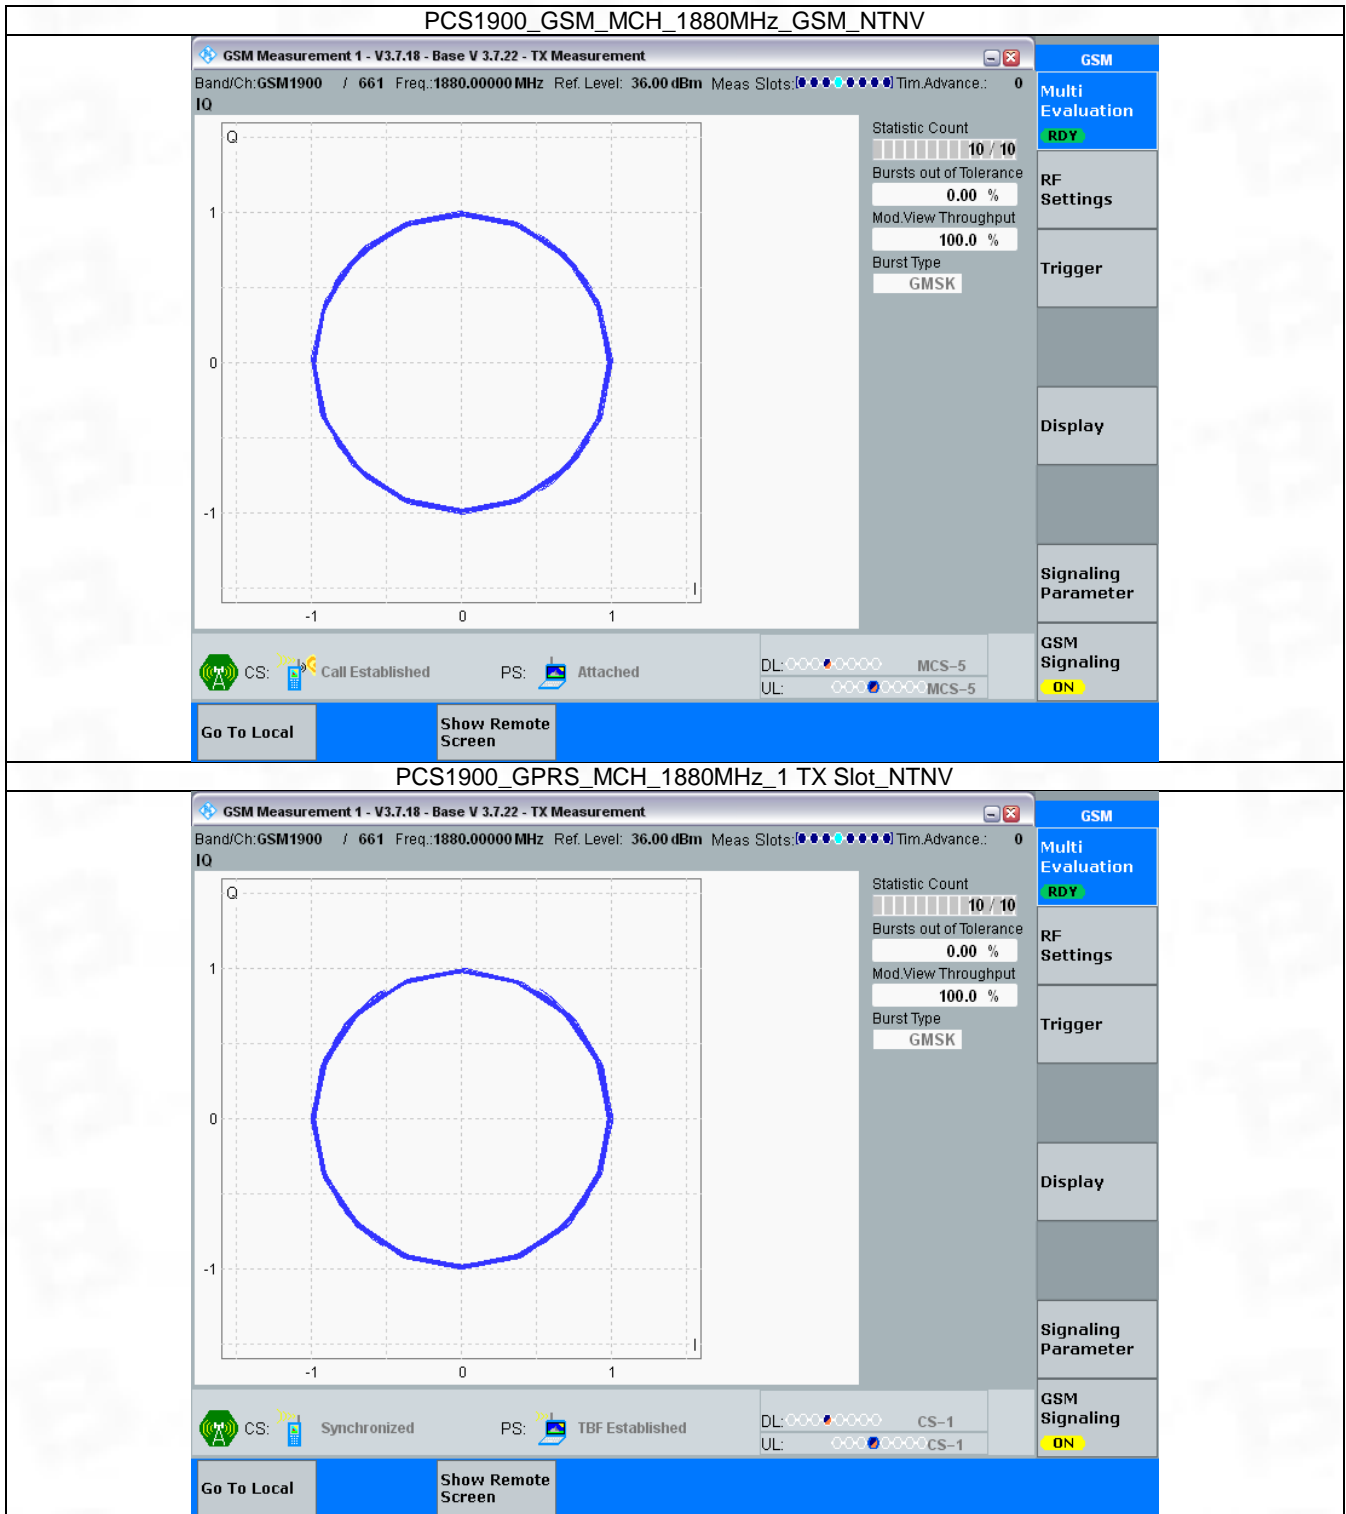 PCS1900_GSM_MCH_1880MHz_GSM_NTNV
GSM Measurement 1 - V3.7.18 - Base V 3.7.22 - TX Measurement
GSM
Band/Ch:GSM1900 / 661 Freq.:1880.00000 MHz Ref. Level: 36.00 dBm Meas Slots: Tim.Advance.: 0
IQ
Multi
Evaluation
RDY
Q
Statistic Count
10 / 10
Bursts out of Tolerance
0.00 %
Mod.View Throughput
100.0 %
Burst Type
GMSK
RF
Settings
Trigger
Display
Signaling
Parameter
GSM
Signaling
ON
1
0
-1
I
-1 0 1
CS: Call Established PS: Attached
DL: MCS-5
UL: MCS-5
Go To Local
Show Remote
Screen
PCS1900_GPRS_MCH_1880MHz_1 TX Slot_NTNV
GSM Measurement 1 - V3.7.18 - Base V 3.7.22 - TX Measurement
GSM
Band/Ch:GSM1900 / 661 Freq.:1880.00000 MHz Ref. Level: 36.00 dBm Meas Slots: Tim.Advance.: 0
IQ
Multi
Evaluation
RDY
Q
Statistic Count
10 / 10
Bursts out of Tolerance
0.00 %
Mod.View Throughput
100.0 %
Burst Type
GMSK
RF
Settings
Trigger
Display
Signaling
Parameter
GSM
Signaling
ON
1
0
-1
I
-1 0 1
CS: Synchronized PS: TBF Established
DL: CS-1
UL: CS-1
Go To Local
Show Remote
Screen